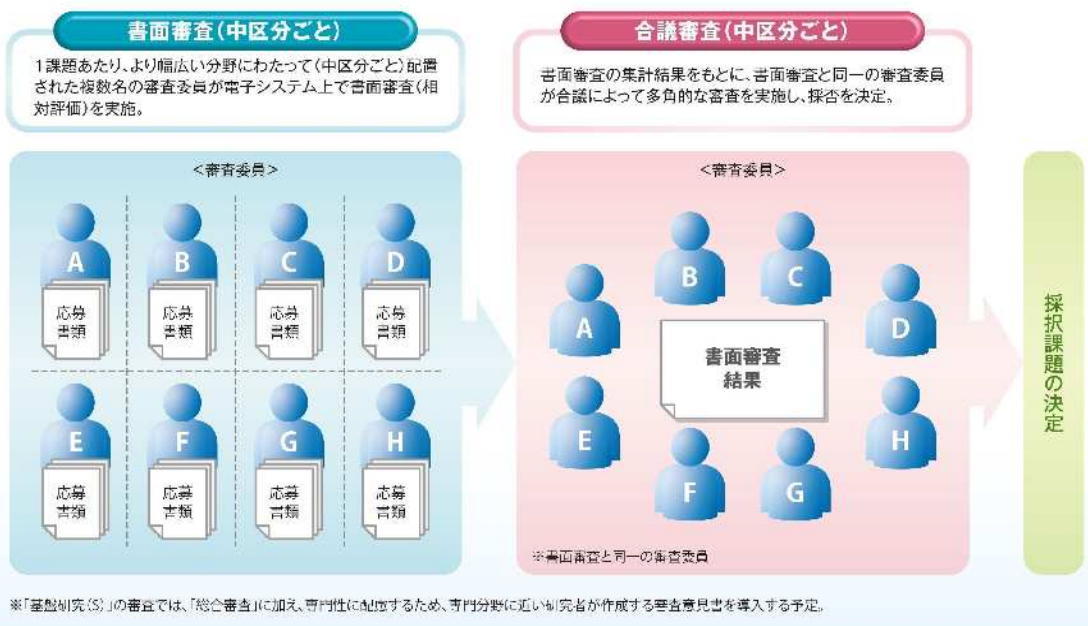 書面審査(中区分ごと)
1課題あたり、より幅広い分野にわたって(中区分ごと)配置
された複数名の審査委員が電子システム上で書面審査(相
対評価)を実施。
合議審査(中区分ごと)
書面審査の集計結果をもとに、書面審査と同一の審査委員
が合議によって多角的な審査を実施し、採否を決定。
<審査委員>
A
B
C
D
応募
書類
応募
書類
応募
書類
応募
書類
E
F
G
H
応募
書類
応募
書類
応募
書類
応募
書類
<審査委員>
B
C
A
D
書面審査
結果
E
H
F
G
※書面審査と同一の審査委員
採択課題の決定
※「基盤研究(S)」の審査では、「総合審査」に加え、専門性に配慮するため、専門分野に近い研究者が作成する審査意見書を導入する予定。